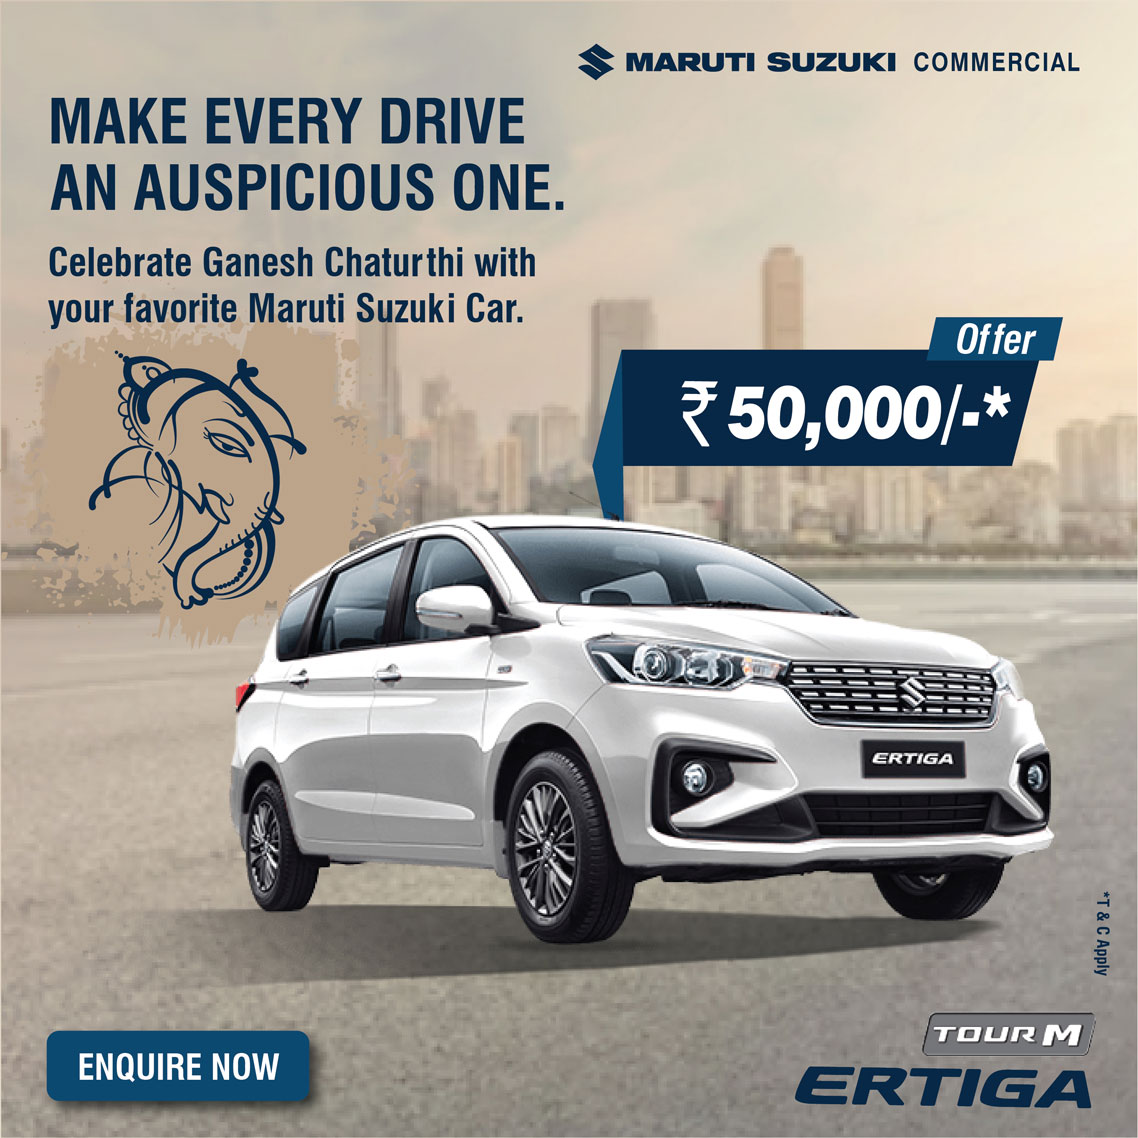 MARUTI SUZUKI COMMERCIAL
MAKE EVERY DRIVE
AN AUSPICIOUS ONE.
Celebrate Ganesh Chaturthi with
your favorite Maruti Suzuki Car.
Offer
₹ 50,000/-*
ERTIGA
*T & C Apply
TOUR M
ERTIGA
ENQUIRE NOW